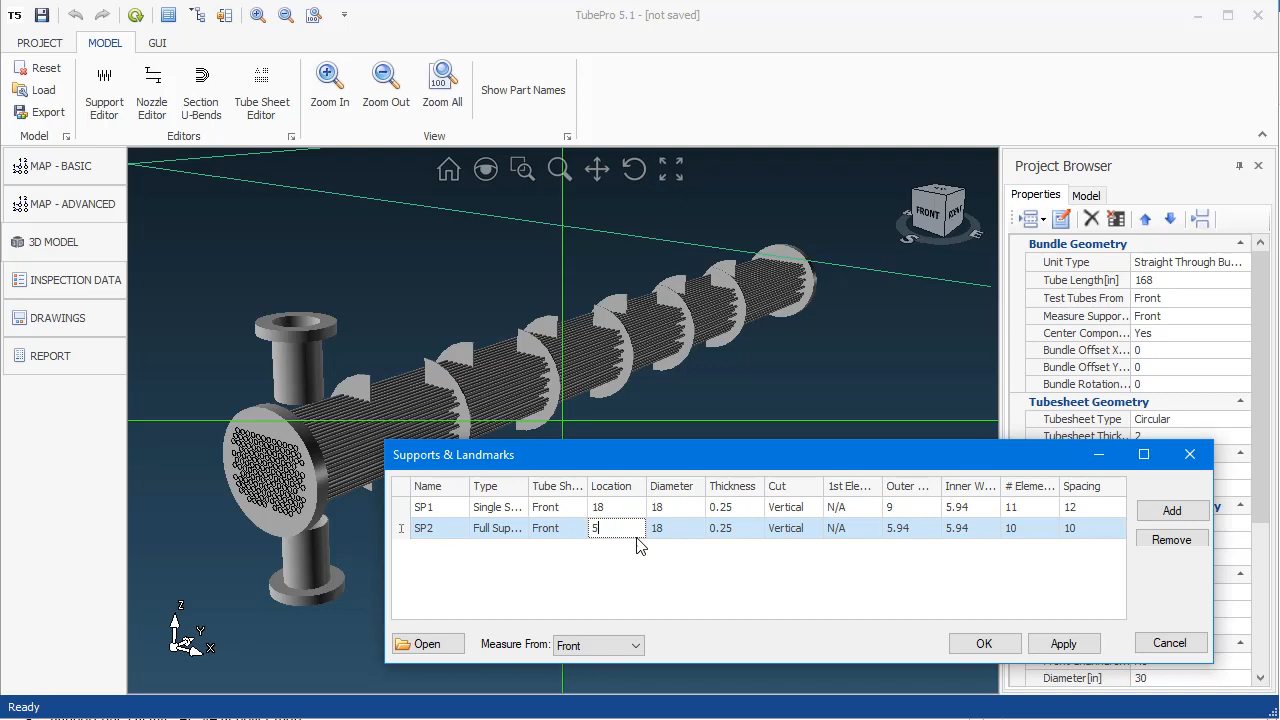 T5
TubePro 5.1 - [not saved]
PROJECT
MODEL
GUI
Reset
Load
Export
Support Editor
Nozzle Editor
Section U-Bends
Tube Sheet Editor
Zoom In
Zoom Out
100
Zoom All
Show Part Names
Model
Editors
View
MAP - BASIC
MAP - ADVANCED
3D MODEL
INSPECTION DATA
DRAWINGS
REPORT
FRONT
RIGHT
S
E
Z
Y
X
Project Browser
Properties
Model
Bundle Geometry
Unit Type Straight Through Bu...
Tube Length[in] 168
Test Tubes From Front
Measure Suppor... Front
Center Compon... Yes
Bundle Offset X... 0
Bundle Offset Y... 0
Bundle Rotation... 0
Tubesheet Geometry
Tubesheet Type Circular
Tubesheet Thick... 2
Diameter[in] 30
Supports & Landmarks
Name Type Tube Sh... Location Diameter Thickness Cut 1st Ele... Outer ... Inner W... # Eleme... Spacing
SP1 Single S... Front 18 18 0.25 Vertical N/A 9 5.94 11 12
SP2 Full Sup... Front 5 18 0.25 Vertical N/A 5.94 5.94 10 10
Add
Remove
Open
Measure From: Front
OK
Apply
Cancel
Ready